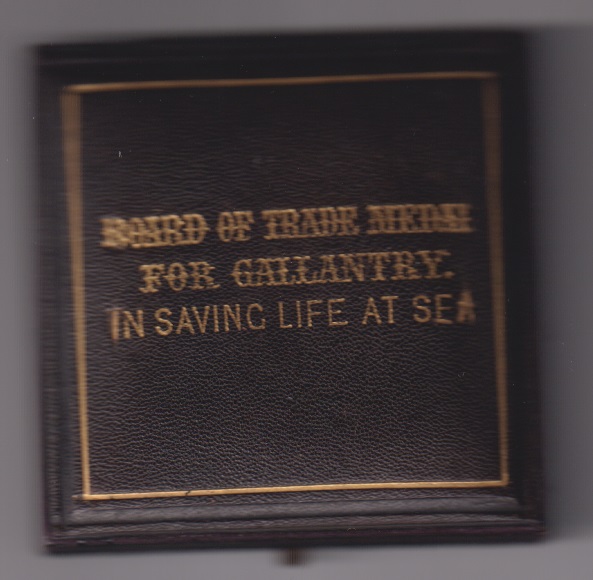 BOARD OF TRADE MEDAL
FOR GALLANTRY.
IN SAVING LIFE AT SEA